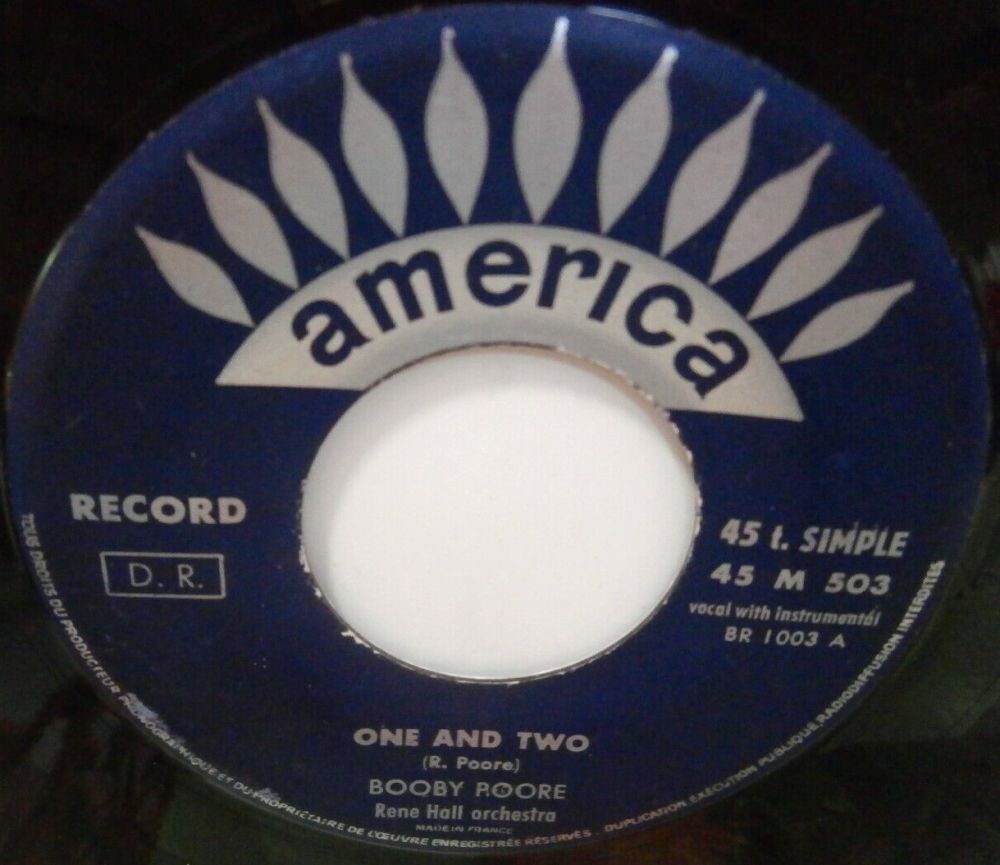 america
RECORD
D. R.
45 t. SIMPLE
45 M 503
vocal with instrumental
BR 1003 A
ONE AND TWO
(R. Poore)
BOOBY POORE
Rene Hall orchestra
MADE IN FRANCE
TOUS DROITS DU PRODUCTEUR PHONOGRAPHIQUE ET DU PROPRIÉTAIRE DE L'ŒUVRE ENREGISTRÉE RÉSERVÉS - DUPLICATION EXÉCUTION PUBLIQUE, RADIODIFFUSION INTERDITES